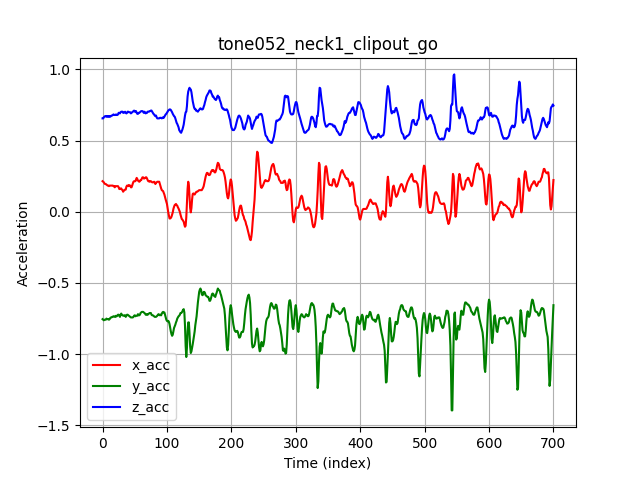 tone052_neck1_clipout_go
1.0
0.5
0.0
−0.5
−1.0
−1.5
Acceleration
x_acc
y_acc
z_acc
0 100 200 300 400 500 600 700
Time (index)